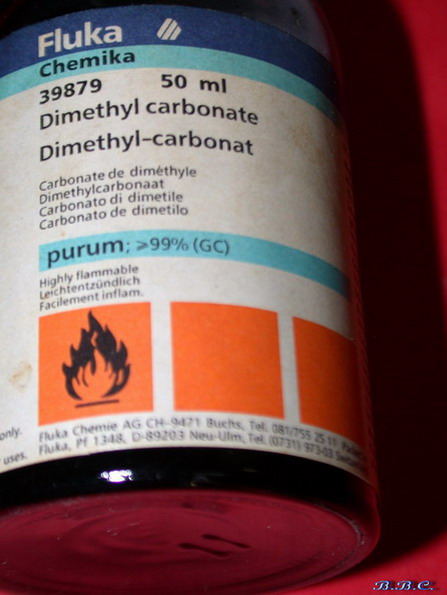 Fluka
Chemika
39879 50 ml
Dimethyl carbonate
Dimethyl-carbonat
Carbonate de diméthyle
Dimethylcarbonaat
Carbonato di dimetile
Carbonato de dimetilo
purum; ≥99% (GC)
Highly flammable
Leichtentzündlich
Facilement inflam.
only. Fluka Chemie AG CH-9471 Buchs, Tel. 081/755 25 11
uses. Fluka, Pf 1348, D-89203 Neu-Ulm, Tel. (0731) 973-03
B.B.C.